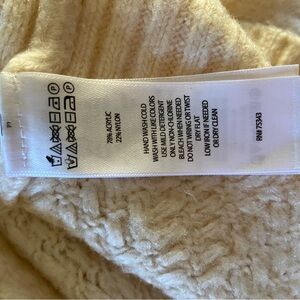 78% ACRYLIC
22% NYLON
HAND WASH COLD
WASH WITH LIKE COLORS
USE MILD DETERGENT
ONLY NON-CHLORINE
BLEACH WHEN NEEDED
DO NOT WRING OR TWIST
DRY FLAT
LOW IRON IF NEEDED
OR DRY CLEAN
RN# 75343